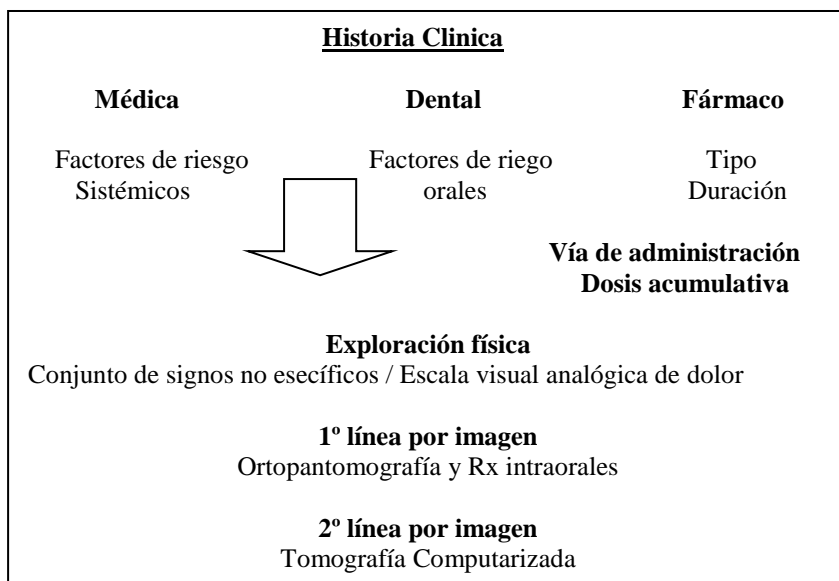 Historia Clinica
Médica Dental Fármaco
Factores de riesgo Factores de riego Tipo
Sistémicos orales Duración
Vía de administración
Dosis acumulativa
Exploración física
Conjunto de signos no esecíficos / Escala visual analógica de dolor
1º línea por imagen
Ortopantomografía y Rx intraorales
2º línea por imagen
Tomografía Computarizada